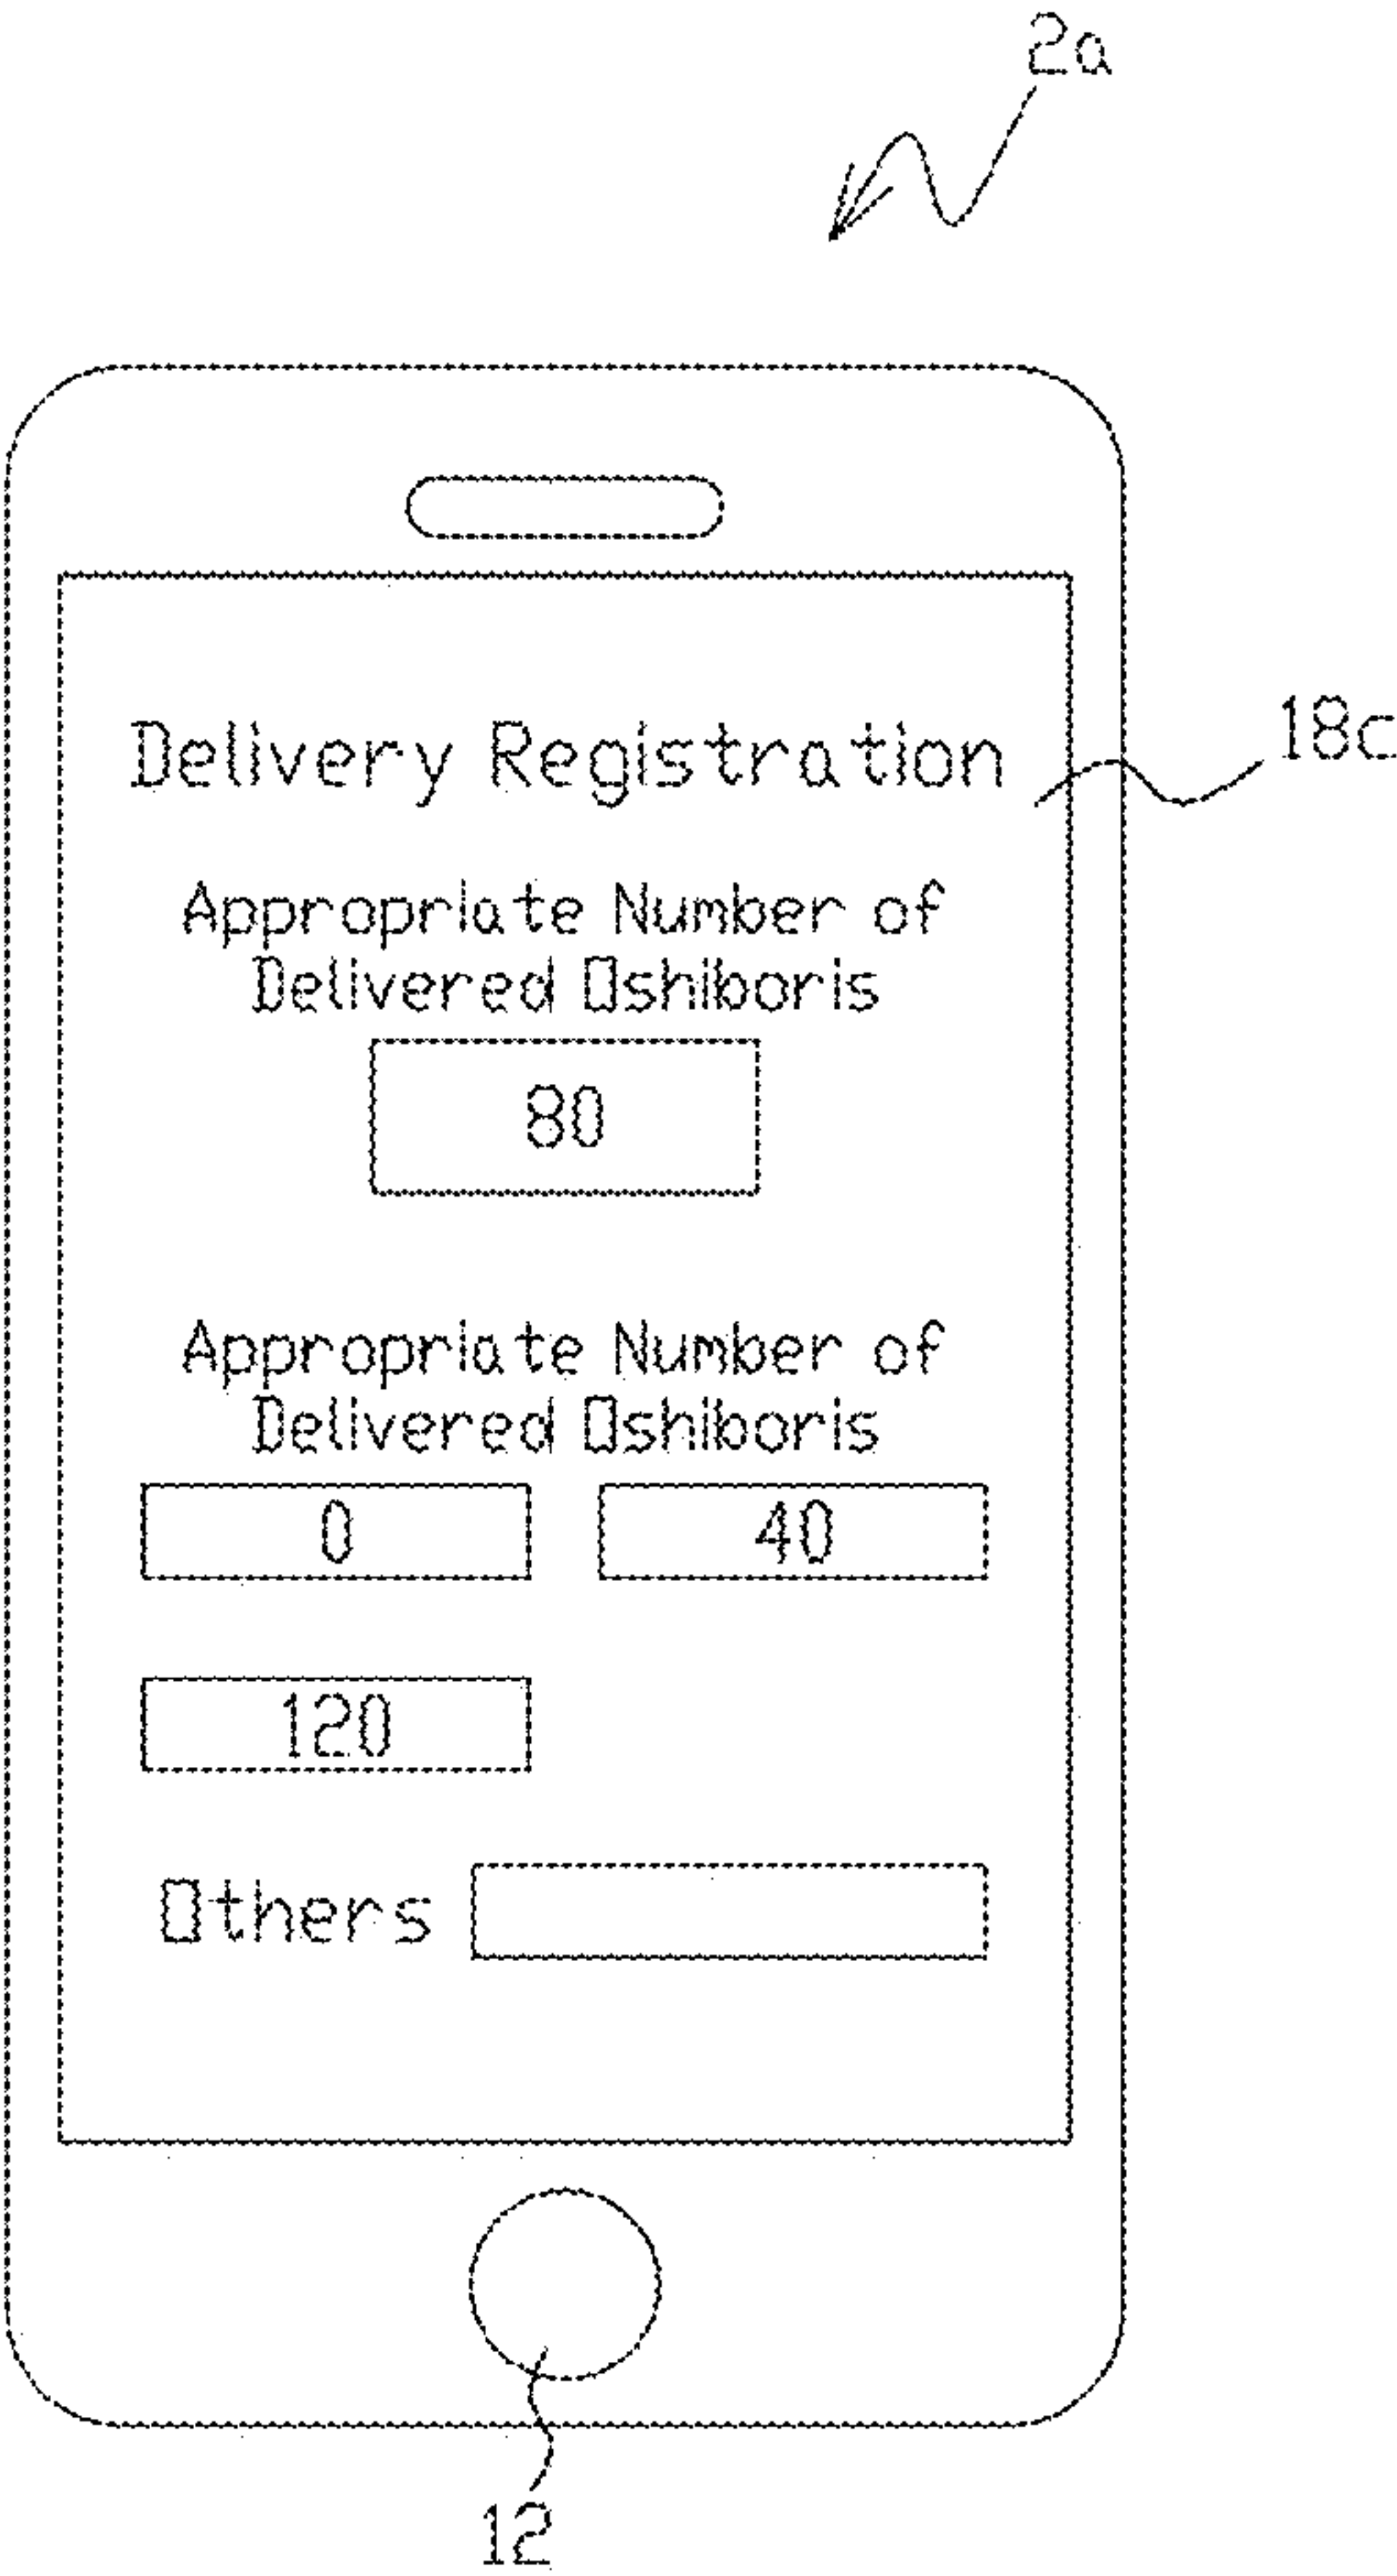 2a
18c
Delivery Registration
Appropriate Number of
Delivered Oshiboris
80
Appropriate Number of
Delivered Oshiboris
0 40
120
Others
12